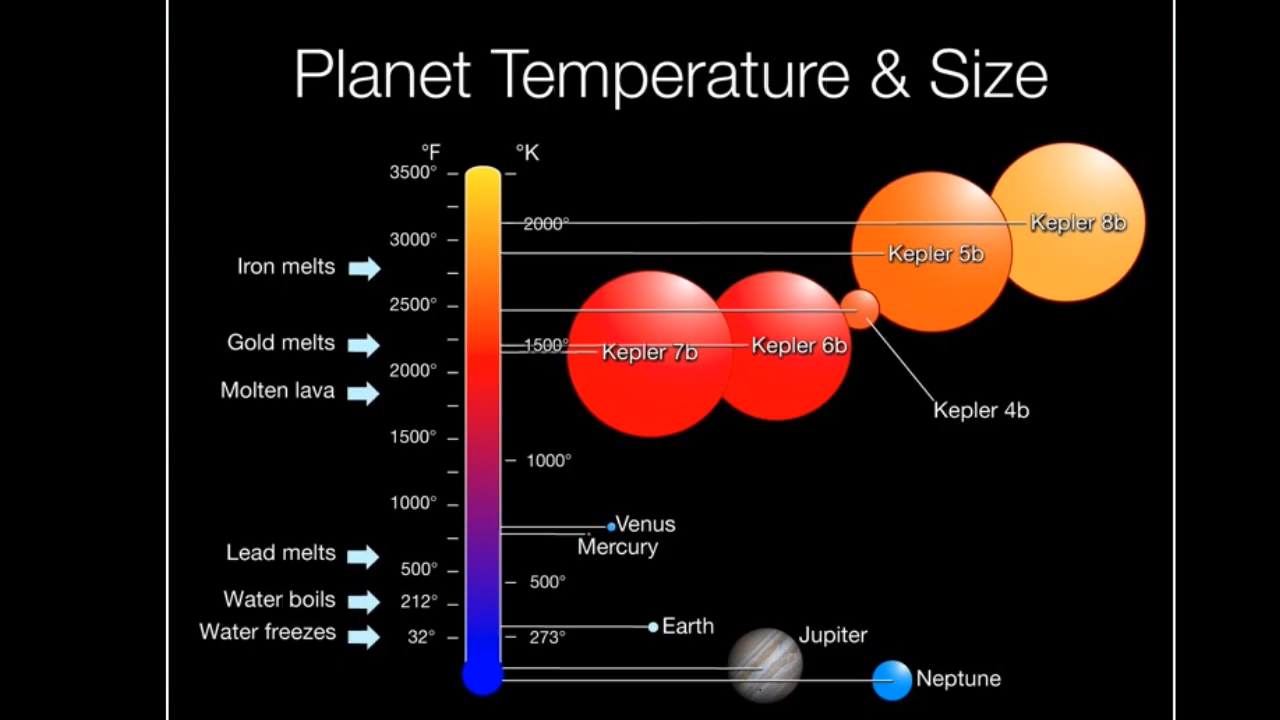 Planet Temperature & Size
°F
°K
3500°
2000°
Kepler 8b
3000°
Kepler 5b
Iron melts
2500°
Gold melts
1500°
Kepler 7b
Kepler 6b
2000°
Molten lava
Kepler 4b
1500°
1000°
1000°
Venus
Mercury
Lead melts
500°
500°
Water boils
212°
Earth
Water freezes
32°
273°
Jupiter
Neptune